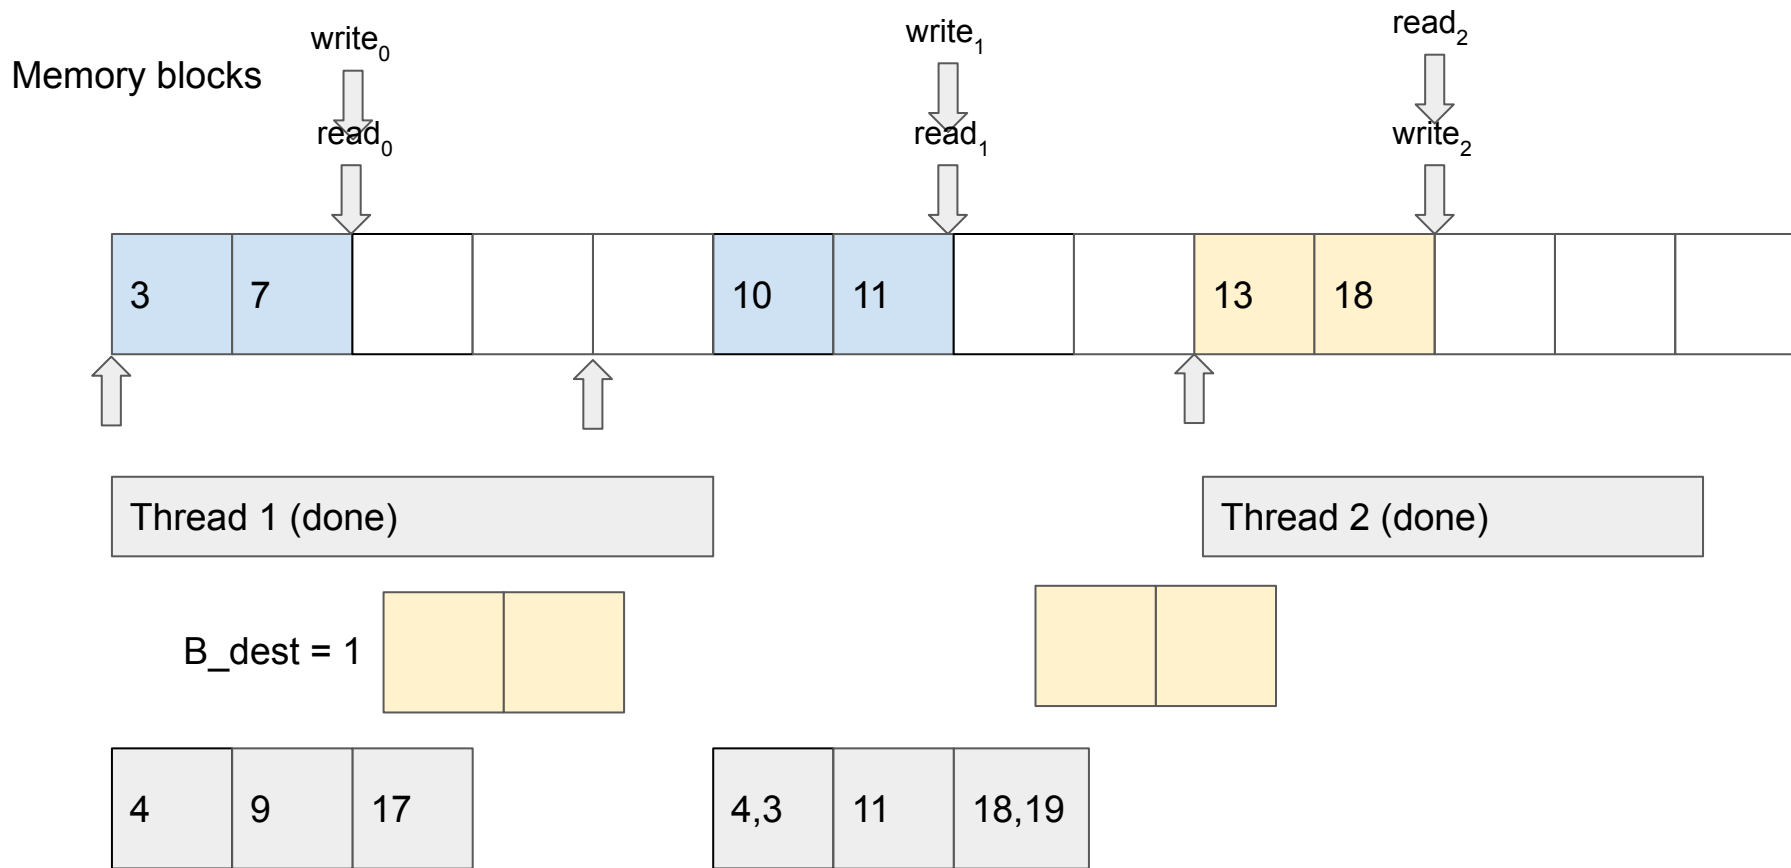 Memory blocks
write0
write1
read2
read0
read1
write2
3 7 10 11 13 18
Thread 1 (done)
Thread 2 (done)
B_dest = 1
4 9 17
4,3 11 18,19